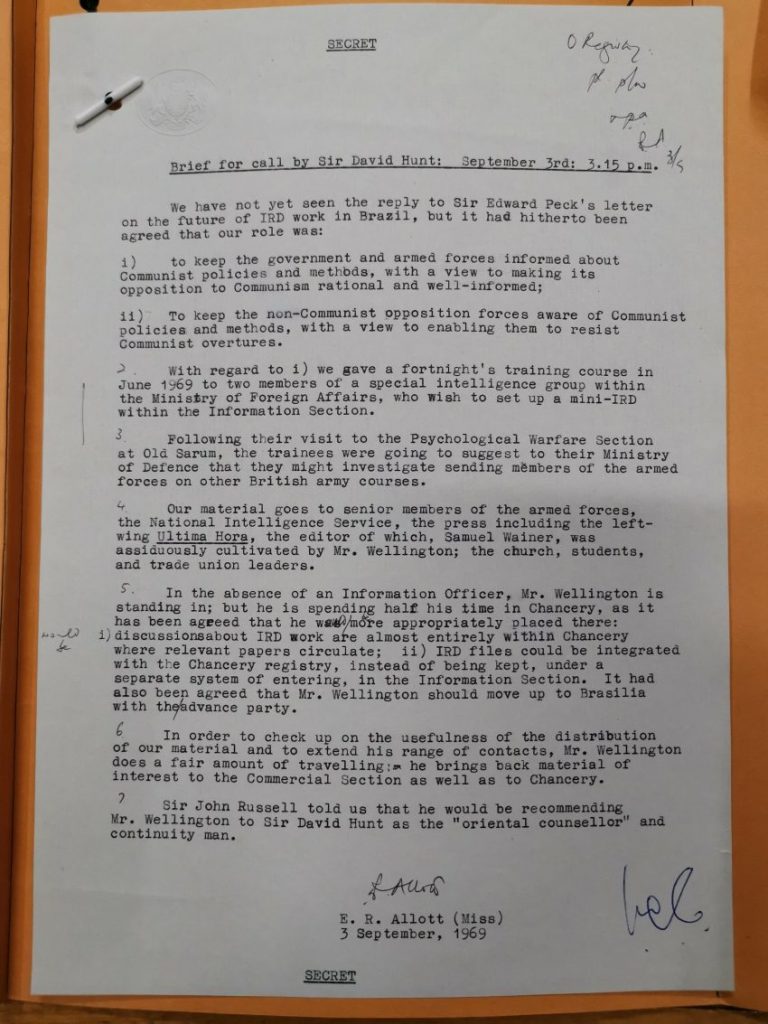 SECRET
O Registry.
Brief for call by Sir David Hunt: September 3rd: 3.15 p.m.
3/9
We have not yet seen the reply to Sir Edward Peck's letter
on the future of IRD work in Brazil, but it had hitherto been
agreed that our role was:
i) to keep the government and armed forces informed about
Communist policies and methods, with a view to making its
opposition to Communism rational and well-informed;
ii) To keep the non-Communist opposition forces aware of Communist
policies and methods, with a view to enabling them to resist
Communist overtures.
2. With regard to i) we gave a fortnight's training course in
June 1969 to two members of a special intelligence group within
the Ministry of Foreign Affairs, who wish to set up a mini-IRD
within the Information Section.
3. Following their visit to the Psychological Warfare Section
at Old Sarum, the trainees were going to suggest to their Ministry
of Defence that they might investigate sending members of the armed
forces on other British army courses.
4. Our material goes to senior members of the armed forces,
the National Intelligence Service, the press including the left-
wing Ultima Hora, the editor of which, Samuel Wainer, was
assiduously cultivated by Mr. Wellington; the church, students,
and trade union leaders.
5. In the absence of an Information Officer, Mr. Wellington is
standing in; but he is spending half his time in Chancery, as it
has been agreed that he more appropriately placed there:
would be
i) discussionsabout IRD work are almost entirely within Chancery
where relevant papers circulate; ii) IRD files could be integrated
with the Chancery registry, instead of being kept, under a
separate system of entering, in the Information Section. It had
also been agreed that Mr. Wellington should move up to Brasilia
with the/advance party.
6 In order to check up on the usefulness of the distribution
of our material and to extend his range of contacts, Mr. Wellington
does a fair amount of travelling:- he brings back material of
interest to the Commercial Section as well as to Chancery.
7 Sir John Russell told us that he would be recommending
Mr. Wellington to Sir David Hunt as the "oriental counsellor" and
continuity man.
Allott
E. R. Allott (Miss)
3 September, 1969
SECRET